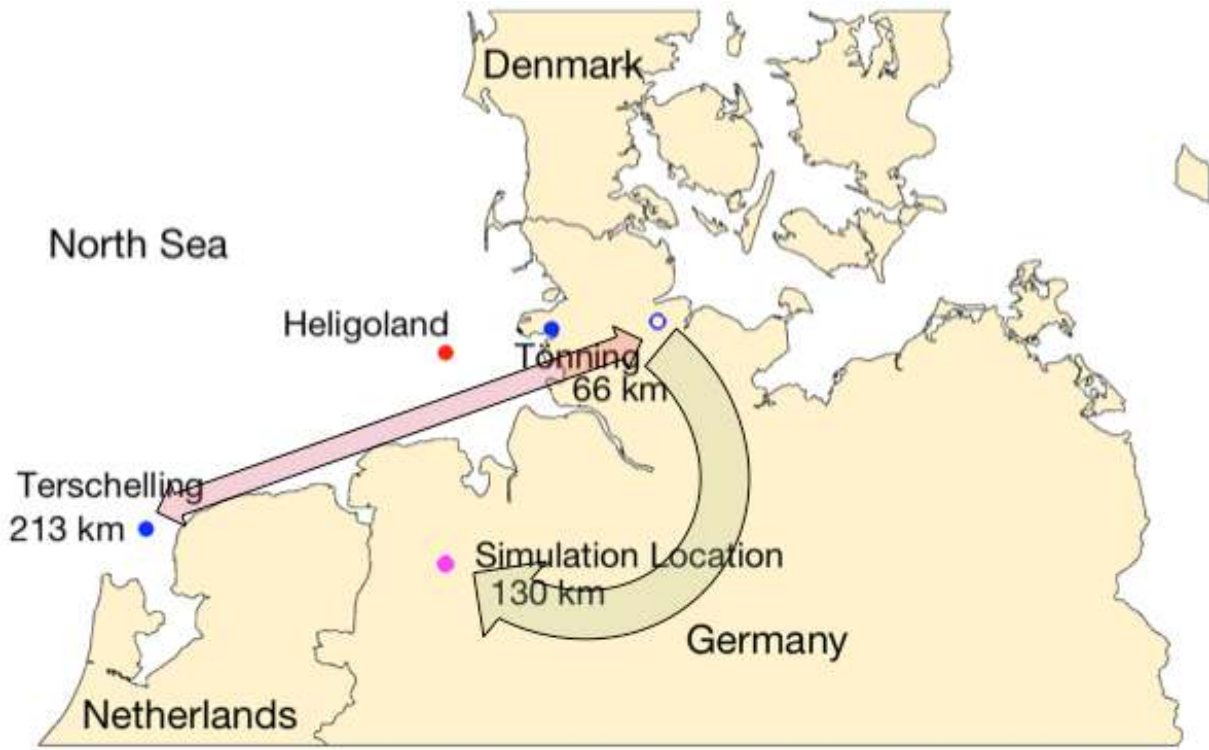 Denmark
North Sea
Heligoland
Tönning
66 km
Terschelling
213 km
Simulation Location
130 km
Germany
Netherlands